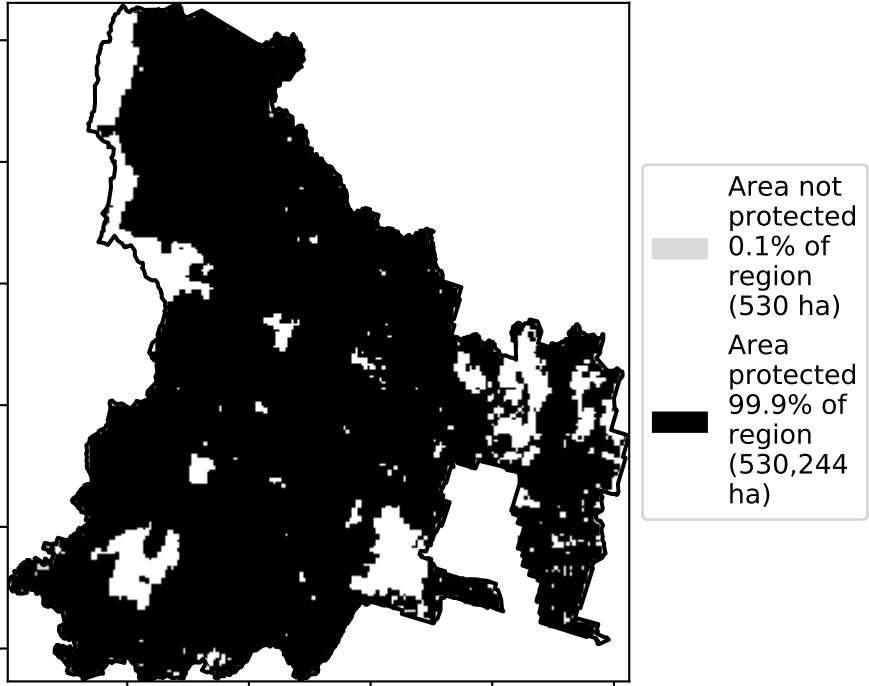 Area not
protected
0.1% of
region
(530 ha)
Area
protected
99.9% of
region
(530,244
ha)